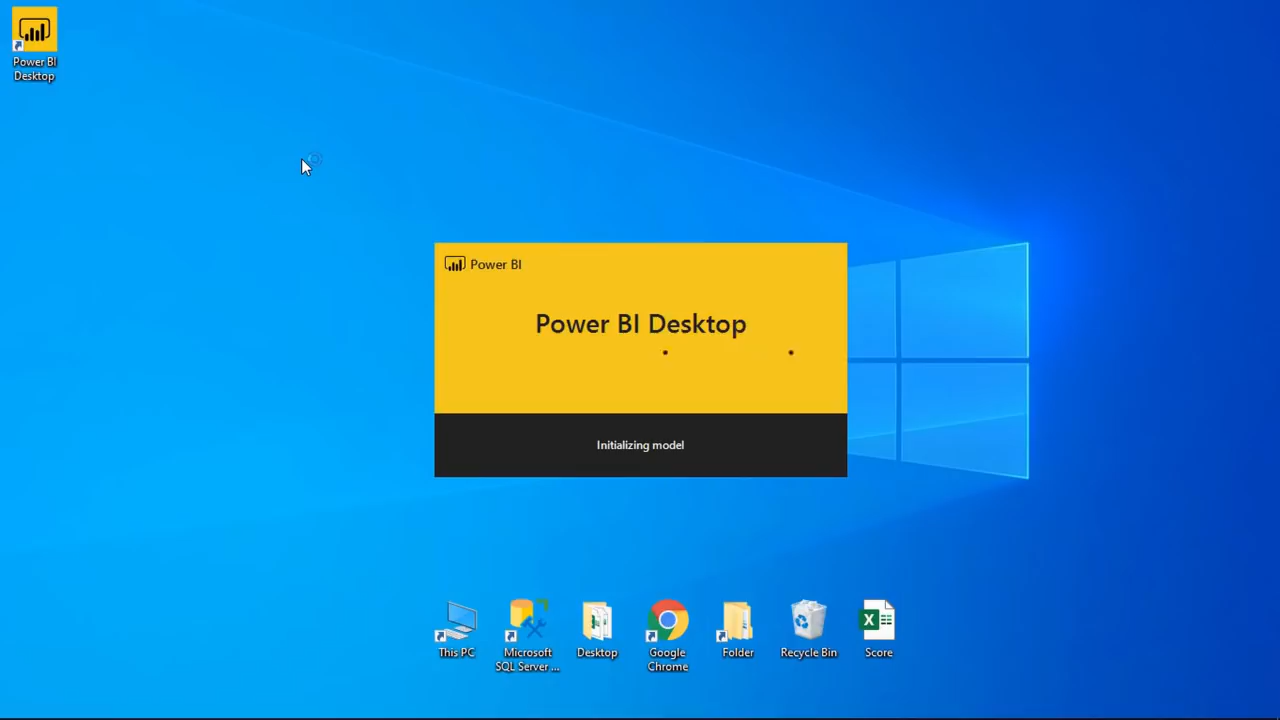 Power BI
Desktop
Power BI
Power BI Desktop
Initializing model
This PC
Microsoft
SQL Server ...
Desktop
Google
Chrome
Folder
Recycle Bin
Score